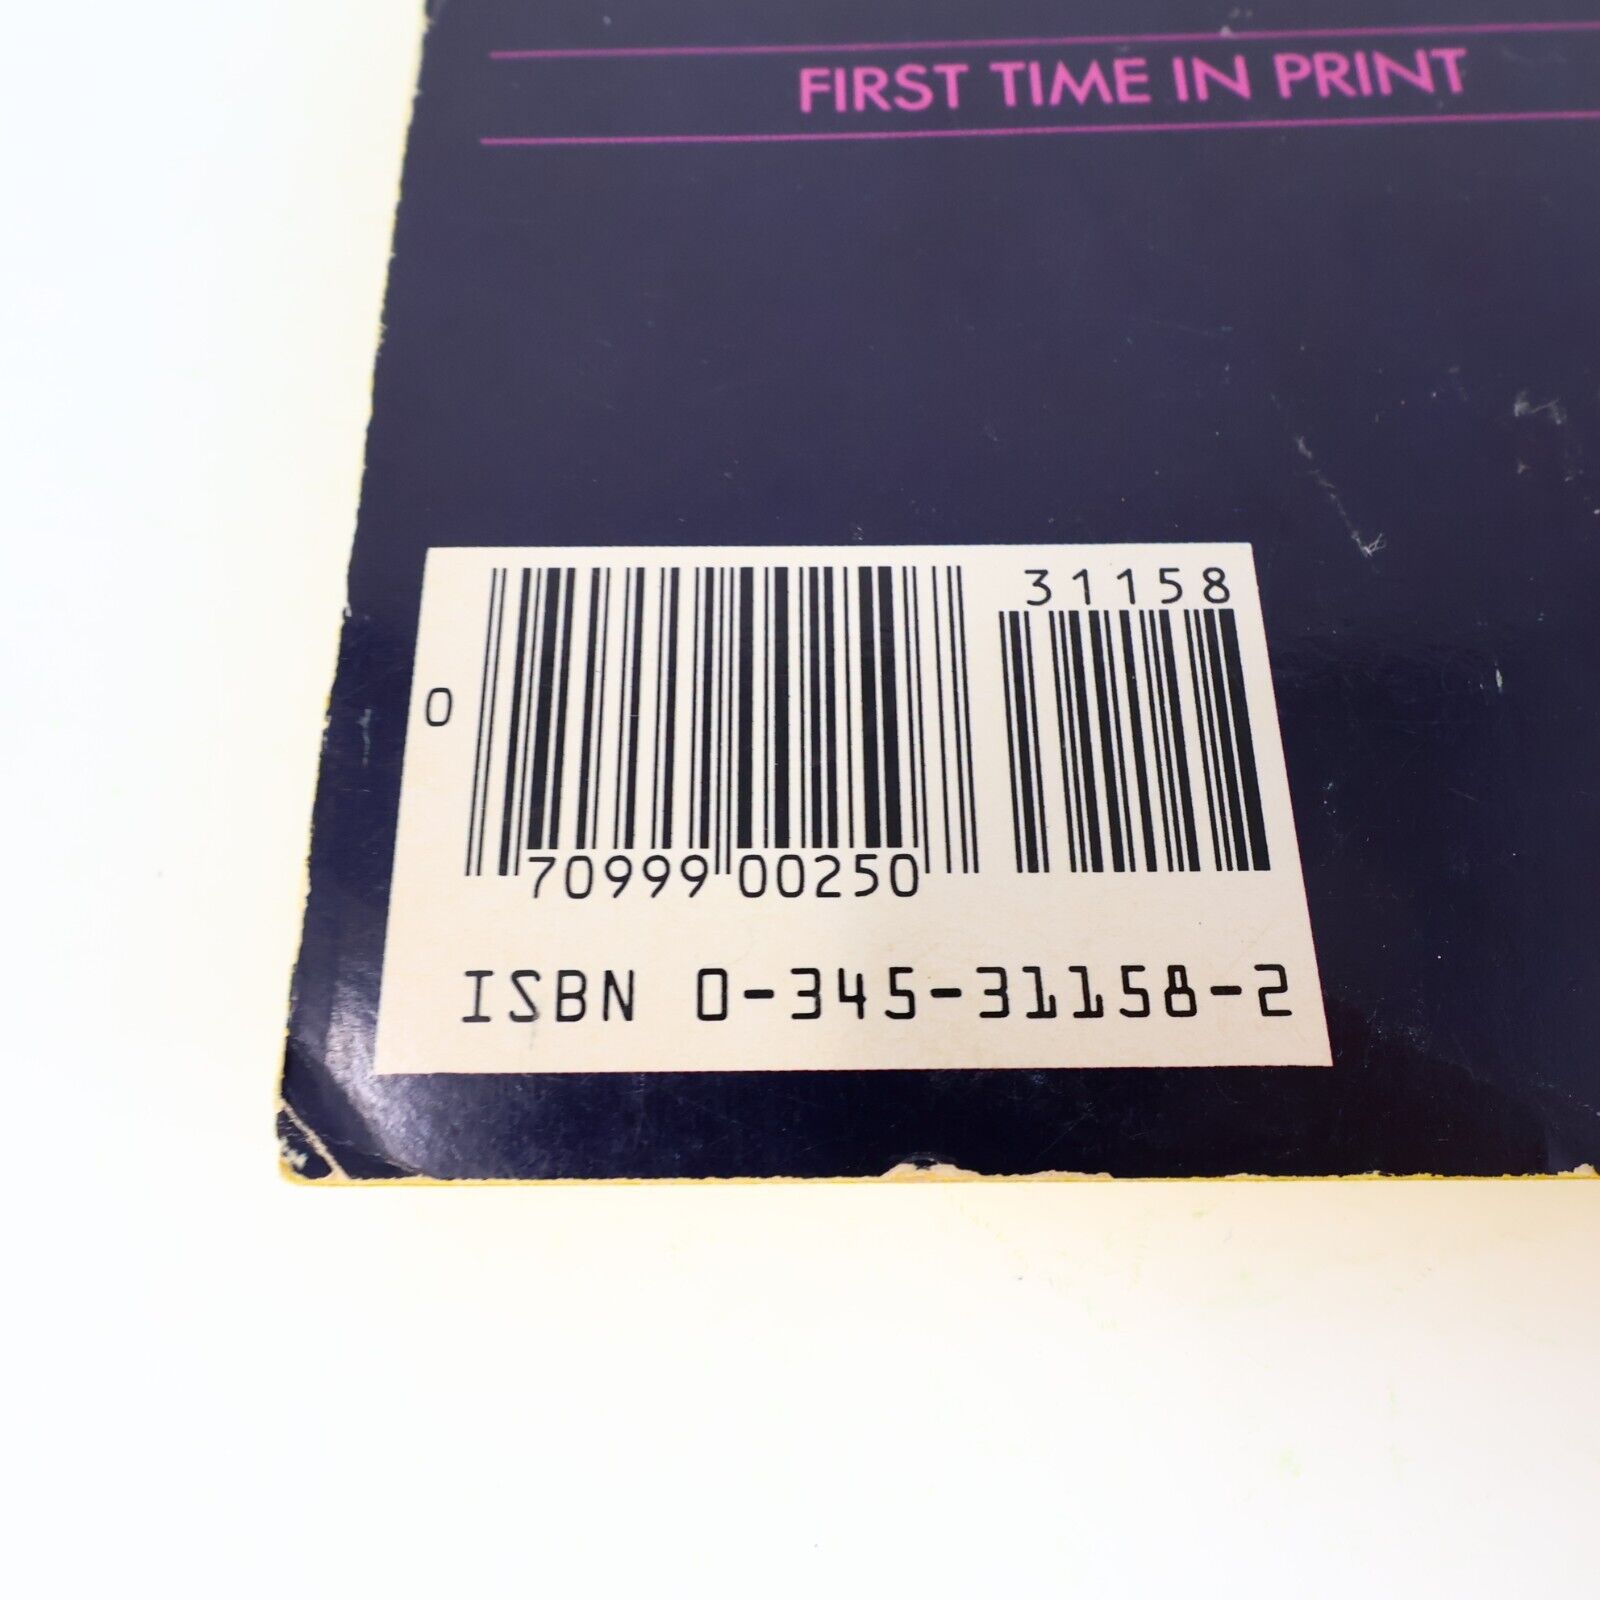 FIRST TIME IN PRINT
31158
0
70999 00250
ISBN 0-345-31158-2